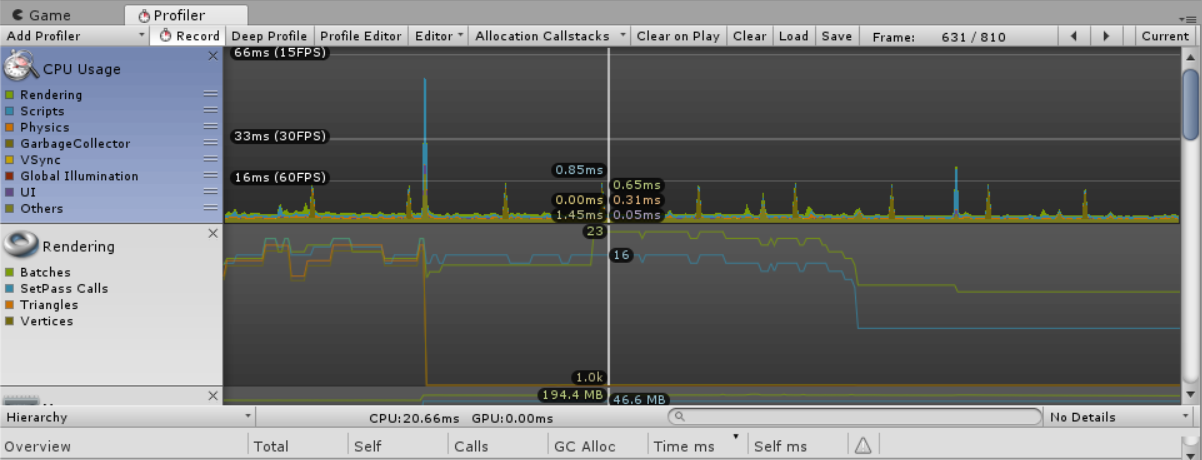 Game Profiler
Add Profiler Record Deep Profile Profile Editor Editor Allocation Callstacks Clear on Play Clear Load Save Frame: 631 / 810 Current
CPU Usage
Rendering
Scripts
Physics
GarbageCollector
VSync
Global Illumination
UI
Others
66ms (15FPS)
33ms (30FPS)
16ms (60FPS)
0.85ms
0.65ms
0.00ms 0.31ms
1.45ms 0.05ms
Rendering
Batches
SetPass Calls
Triangles
Vertices
23
16
1.0k
194.4 MB 46.6 MB
Hierarchy CPU:20.66ms GPU:0.00ms No Details
Overview Total Self Calls GC Alloc Time ms Self ms